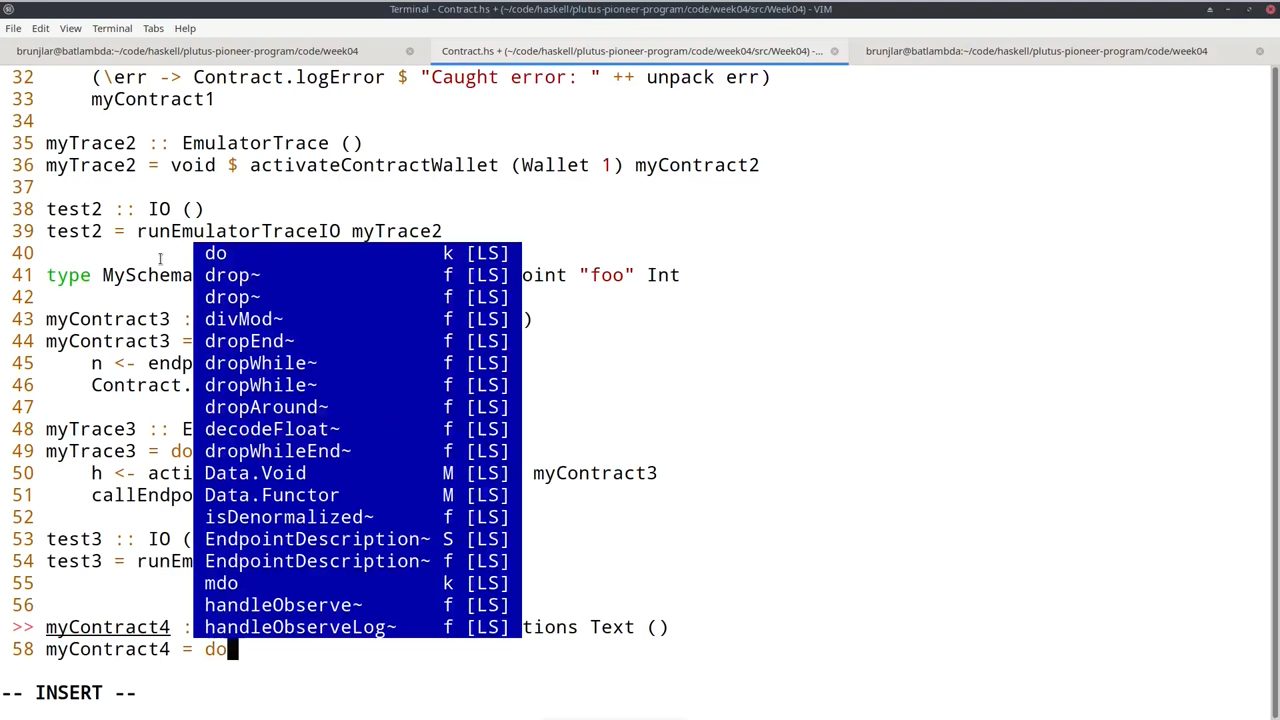 Terminal - Contract.hs + (~/code/haskell/plutus-pioneer-program/code/week04/src/Week04) - VIM
File Edit View Terminal Tabs Help
brunjlar@batlambda:~/code/haskell/plutus-pioneer-program/code/week04 Contract.hs + (~/code/haskell/plutus-pioneer-program/code/week04/src/Week04) -... brunjlar@batlambda:~/code/haskell/plutus-pioneer-program/code/week04
32 (\err -> Contract.logError $ "Caught error: " ++ unpack err)
33 myContract1
34
35 myTrace2 :: EmulatorTrace ()
36 myTrace2 = void $ activateContractWallet (Wallet 1) myContract2
37
38 test2 :: IO ()
39 test2 = runEmulatorTraceIO myTrace2
40 do k [LS]
41 type MySchema drop~ f [LS] oint "foo" Int
42 drop~ f [LS]
43 myContract3 : divMod~ f [LS] )
44 myContract3 = dropEnd~ f [LS]
45 n <- endp dropWhile~ f [LS]
46 Contract. dropWhile~ f [LS]
47 dropAround~ f [LS]
48 myTrace3 :: E decodeFloat~ f [LS]
49 myTrace3 = do dropWhileEnd~ f [LS]
50 h <- acti Data.Void M [LS] myContract3
51 callEndpo Data.Functor M [LS]
52 isDenormalized~ f [LS]
53 test3 :: IO ( EndpointDescription~ S [LS]
54 test3 = runEm EndpointDescription~ f [LS]
55 mdo k [LS]
56 handleObserve~ f [LS]
>> myContract4 : handleObserveLog~ f [LS] tions Text ()
58 myContract4 = do
-- INSERT --